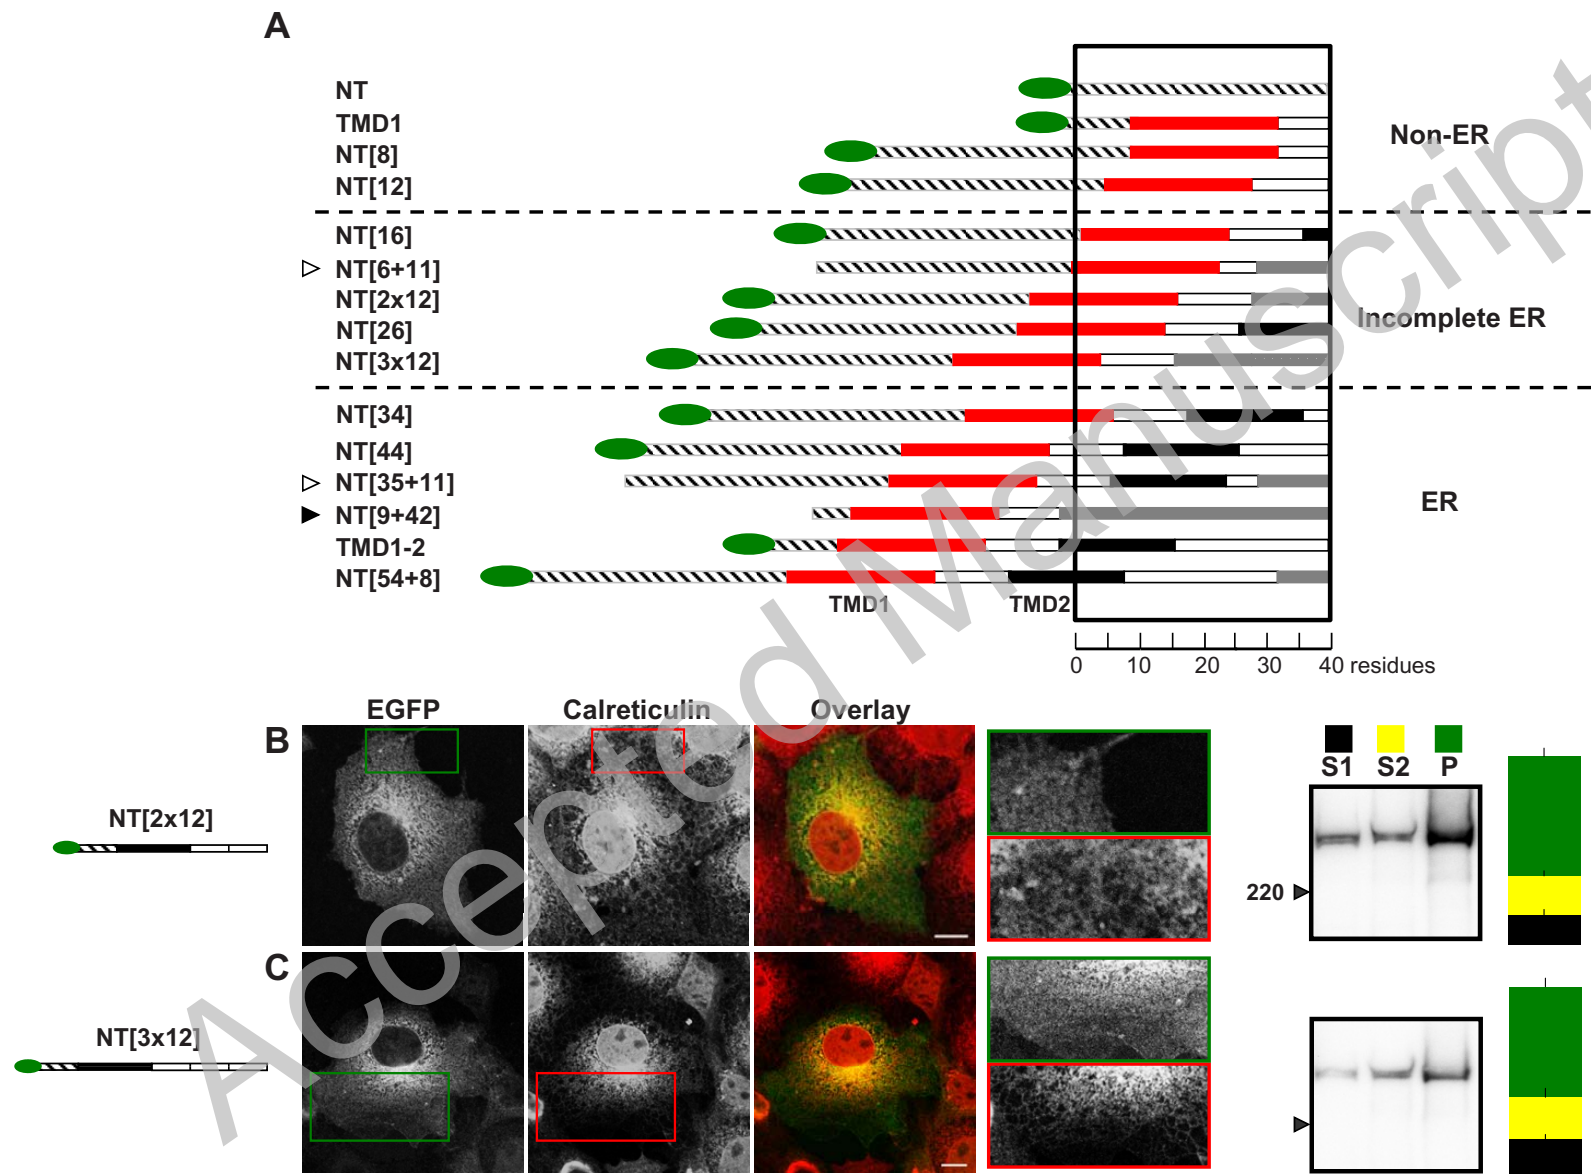 A
NT
TMD1
NT[8]
NT[12]
Non-ER
NT[16]
NT[6+11]
NT[2x12]
NT[26]
NT[3x12]
Incomplete ER
NT[34]
NT[44]
NT[35+11]
NT[9+42]
TMD1-2
NT[54+8]
ER
TMD1 TMD2
0 10 20 30 40 residues
EGFP Calreticulin Overlay
B
NT[2x12]
S1 S2 P
220
C
NT[3x12]
Accepted Manuscript